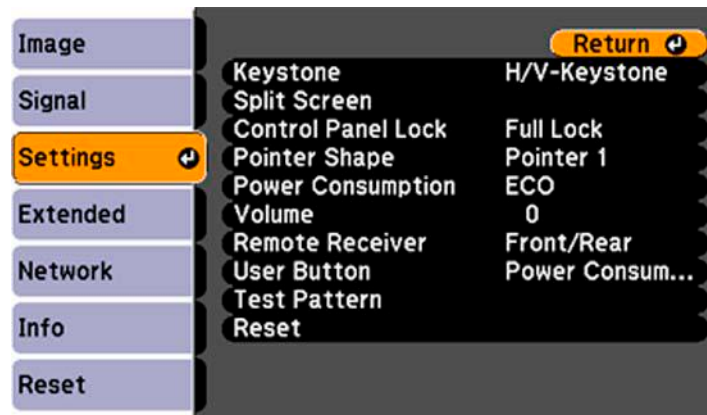 Image
Signal
Settings
Extended
Network
Info
Reset
Return
Keystone H/V-Keystone
Split Screen
Control Panel Lock Full Lock
Pointer Shape Pointer 1
Power Consumption ECO
Volume 0
Remote Receiver Front/Rear
User Button Power Consum...
Test Pattern
Reset